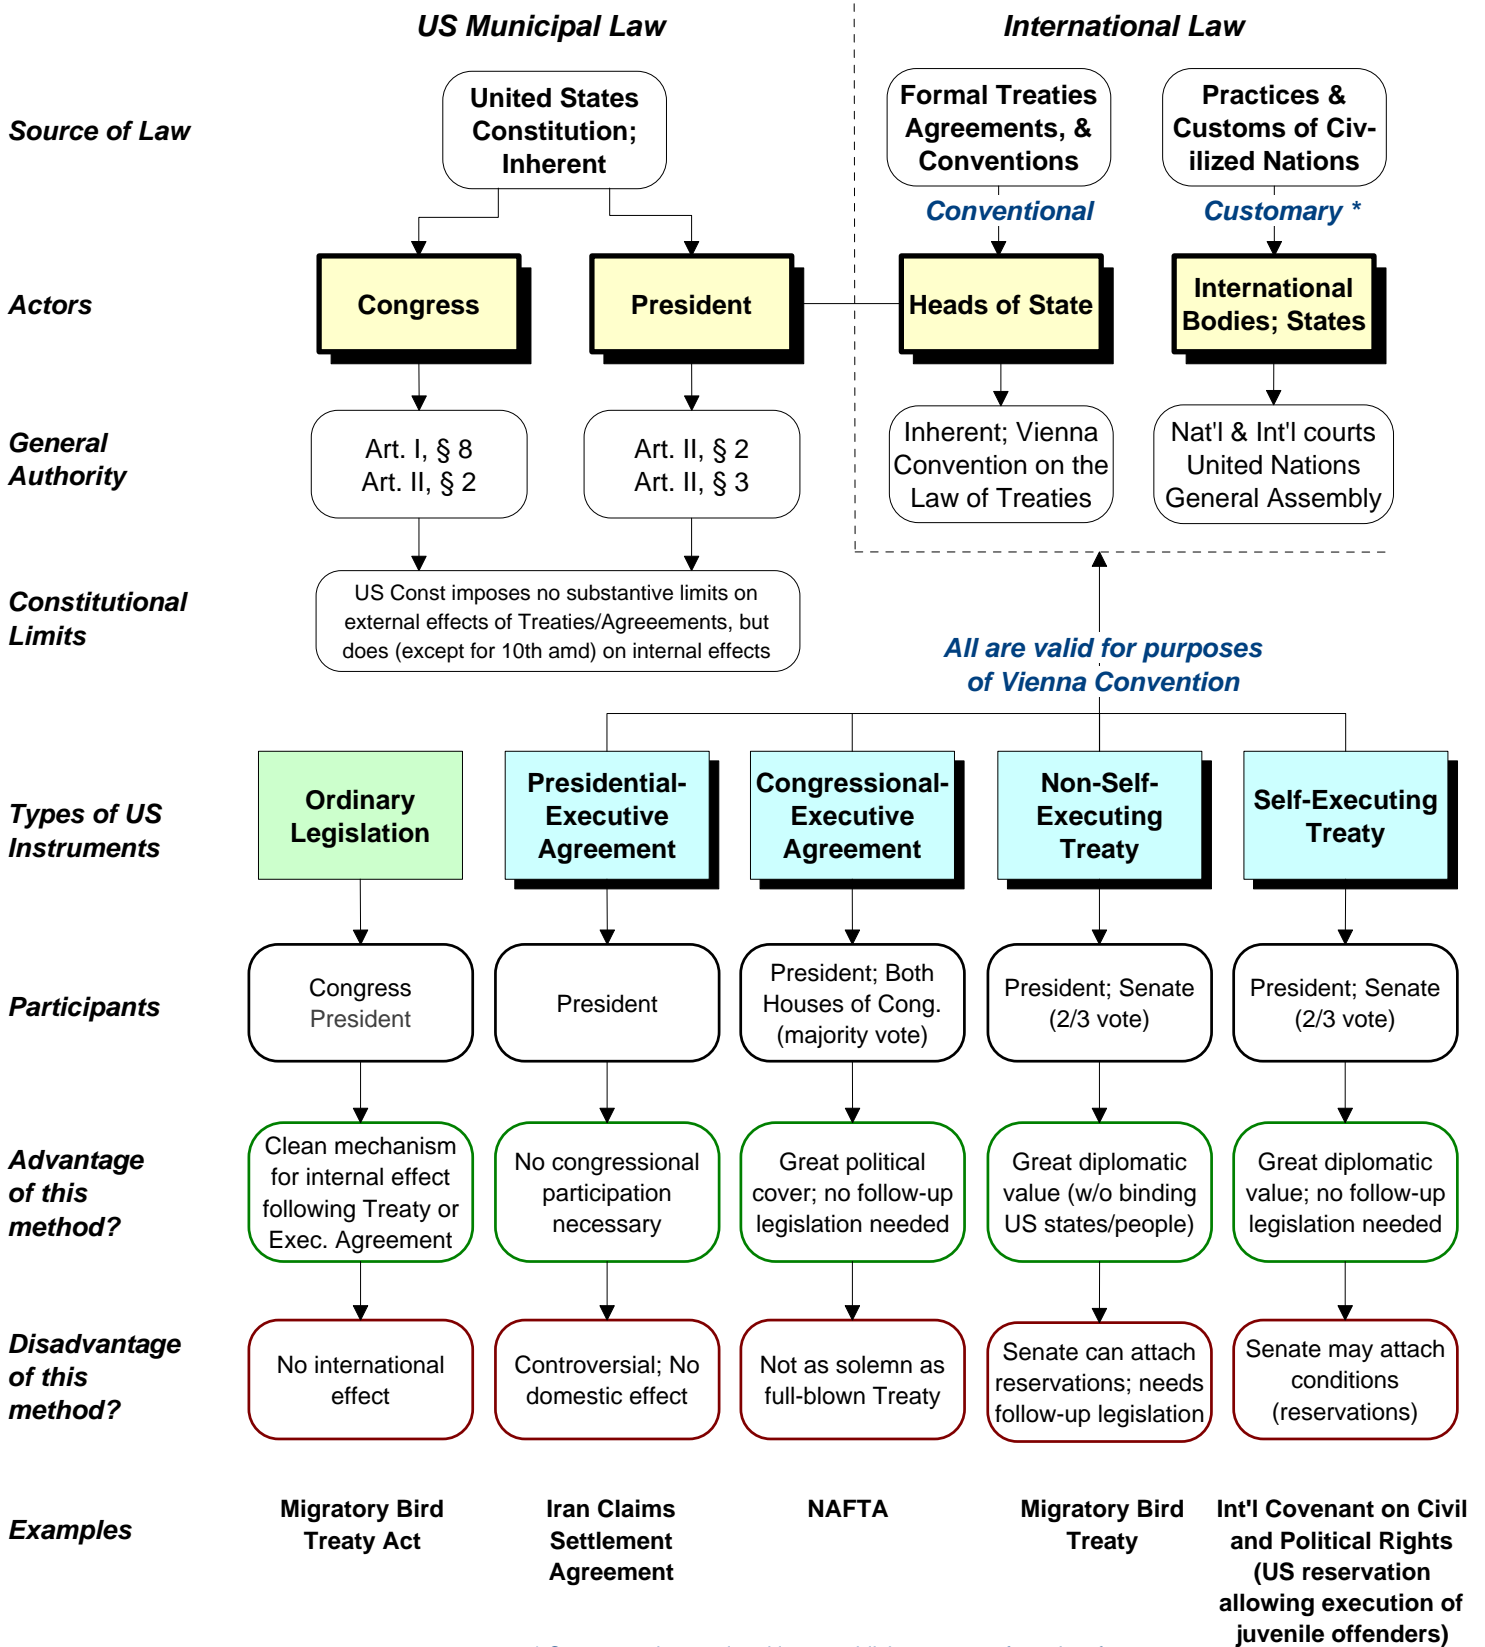 US Municipal Law
International Law
Source of Law
United States
Constitution;
Inherent
Formal Treaties
Agreements, &
Conventions
Practices &
Customs of Civ-
ilized Nations
Conventional
Customary *
Actors
Congress
President
Heads of State
International
Bodies; States
General
Authority
Art. I, § 8
Art. II, § 2
Art. II, § 2
Art. II, § 3
Inherent; Vienna
Convention on the
Law of Treaties
Nat'l & Int'l courts
United Nations
General Assembly
Constitutional
Limits
US Const imposes no substantive limits on
external effects of Treaties/Agreeements, but
does (except for 10th amd) on internal effects
All are valid for purposes
of Vienna Convention
Types of US
Instruments
Ordinary
Legislation
Presidential-
Executive
Agreement
Congressional-
Executive
Agreement
Non-Self-
Executing
Treaty
Self-Executing
Treaty
Participants
Congress
President
President
President; Both
Houses of Cong.
(majority vote)
President; Senate
(2/3 vote)
President; Senate
(2/3 vote)
Advantage
of this
method?
Clean mechanism
for internal effect
following Treaty or
Exec. Agreement
No congressional
participation
necessary
Great political
cover; no follow-up
legislation needed
Great diplomatic
value (w/o binding
US states/people)
Great diplomatic
value; no follow-up
legislation needed
Disadvantage
of this
method?
No international
effect
Controversial; No
domestic effect
Not as solemn as
full-blown Treaty
Senate can attach
reservations; needs
follow-up legislation
Senate may attach
conditions
(reservations)
Examples
Migratory Bird
Treaty Act
Iran Claims
Settlement
Agreement
NAFTA
Migratory Bird
Treaty
Int'l Covenant on Civil
and Political Rights
(US reservation
allowing execution of
juvenile offenders)